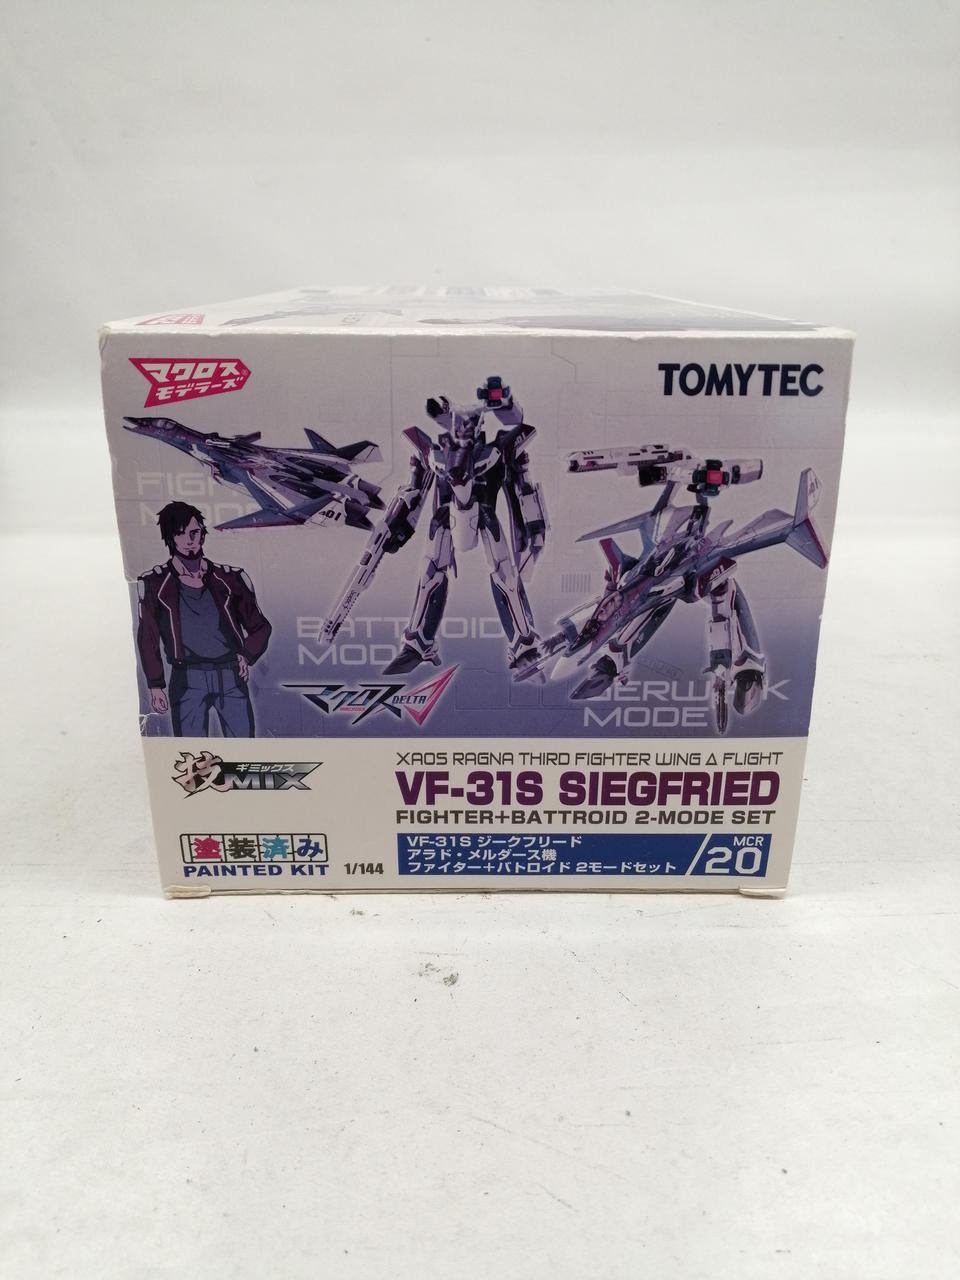 マクロス
モデラーズ
TOMYTEC
FIGHTER
MODE
BATTROID
MODE
マクロス DELTA
MACROSS
GERWALK
MODE
技MIX
ギミックス
XAOS RAGNA THIRD FIGHTER WING Δ FLIGHT
VF-31S SIEGFRIED
FIGHTER+BATTROID 2-MODE SET
塗装済み
PAINTED KIT
1/144
VF-31S ジークフリード
アラド・メルダース機
ファイター+バトロイド 2モードセット
MCR
20